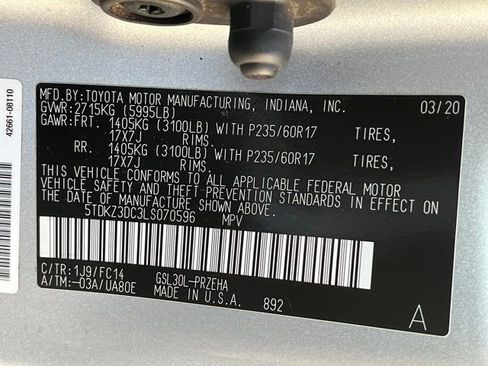 42661-08110
MFD.BY:TOYOTA MOTOR MANUFACTURING, INDIANA, INC. 03/20
GVWR:2715KG (5995LB)
GAWR:FRT. 1405KG (3100LB) WITH P235/60R17 TIRES,
17X7J RIMS.
RR. 1405KG (3100LB) WITH P235/60R17 TIRES,
17X7J RIMS.
THIS VEHICLE CONFORMS TO ALL APPLICABLE FEDERAL MOTOR
VEHICLE SAFETY AND THEFT PREVENTION STANDARDS IN EFFECT
ON THE DATE OF MANUFACTURE SHOWN ABOVE.
5TDKZ3DC3LS070596 MPV
C/TR:1J9/FC14 GSL30L-PRZEHA
A/TM:-03A/UA80E MADE IN U.S.A. 892
A